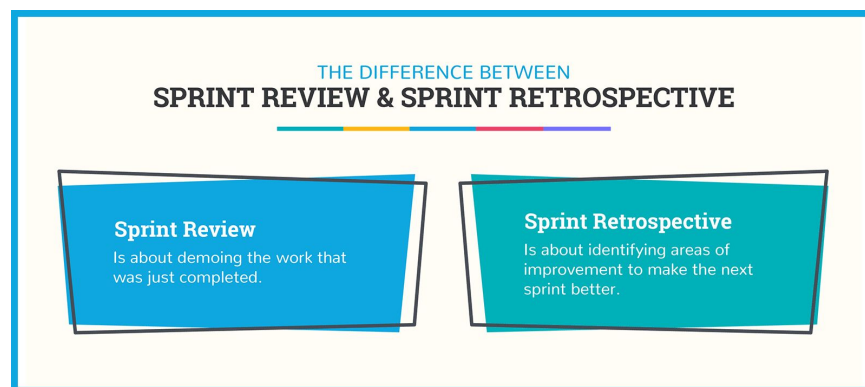 THE DIFFERENCE BETWEEN
SPRINT REVIEW & SPRINT RETROSPECTIVE
Sprint Review
Is about demoing the work that
was just completed.
Sprint Retrospective
Is about identifying areas of
improvement to make the next
sprint better.